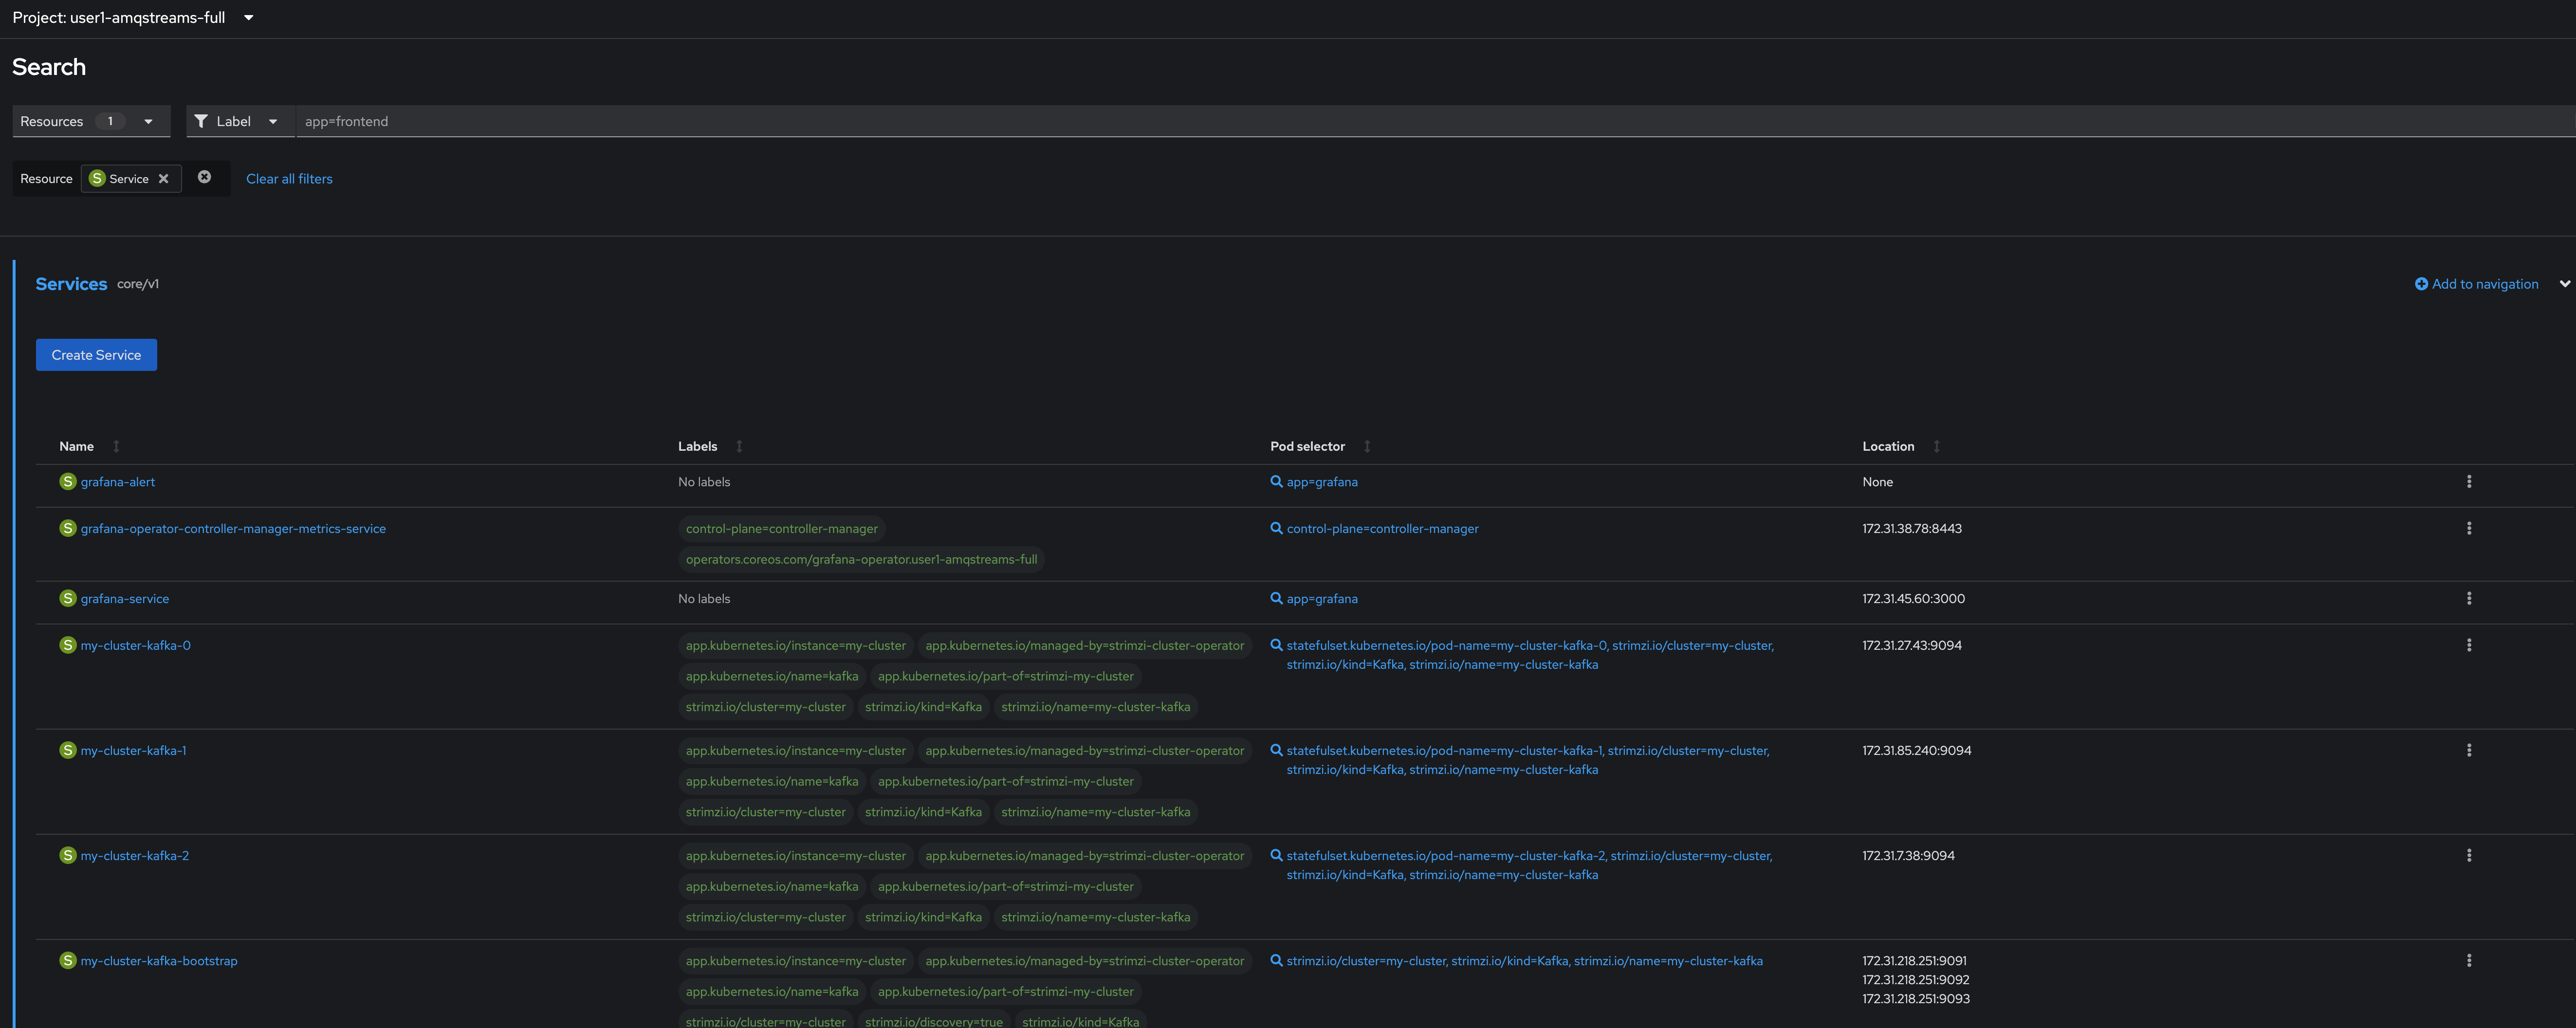 Project: user1-amqstreams-full
Search
Resources 1 Label app=frontend
Resource S Service Clear all filters
Services core/v1 Add to navigation
Create Service
Name Labels Pod selector Location
S grafana-alert No labels app=grafana None
S grafana-operator-controller-manager-metrics-service control-plane=controller-manager control-plane=controller-manager 172.31.38.78:8443
operators.coreos.com/grafana-operator.user1-amqstreams-full
S grafana-service No labels app=grafana 172.31.45.60:3000
S my-cluster-kafka-0 app.kubernetes.io/instance=my-cluster app.kubernetes.io/managed-by=strimzi-cluster-operator statefulset.kubernetes.io/pod-name=my-cluster-kafka-0, strimzi.io/cluster=my-cluster, 172.31.27.43:9094
strimzi.io/kind=Kafka, strimzi.io/name=my-cluster-kafka
app.kubernetes.io/name=kafka app.kubernetes.io/part-of=strimzi-my-cluster
strimzi.io/cluster=my-cluster strimzi.io/kind=Kafka strimzi.io/name=my-cluster-kafka
S my-cluster-kafka-1 app.kubernetes.io/instance=my-cluster app.kubernetes.io/managed-by=strimzi-cluster-operator statefulset.kubernetes.io/pod-name=my-cluster-kafka-1, strimzi.io/cluster=my-cluster, 172.31.85.240:9094
strimzi.io/kind=Kafka, strimzi.io/name=my-cluster-kafka
app.kubernetes.io/name=kafka app.kubernetes.io/part-of=strimzi-my-cluster
strimzi.io/cluster=my-cluster strimzi.io/kind=Kafka strimzi.io/name=my-cluster-kafka
S my-cluster-kafka-2 app.kubernetes.io/instance=my-cluster app.kubernetes.io/managed-by=strimzi-cluster-operator statefulset.kubernetes.io/pod-name=my-cluster-kafka-2, strimzi.io/cluster=my-cluster, 172.31.7.38:9094
strimzi.io/kind=Kafka, strimzi.io/name=my-cluster-kafka
app.kubernetes.io/name=kafka app.kubernetes.io/part-of=strimzi-my-cluster
strimzi.io/cluster=my-cluster strimzi.io/kind=Kafka strimzi.io/name=my-cluster-kafka
S my-cluster-kafka-bootstrap app.kubernetes.io/instance=my-cluster app.kubernetes.io/managed-by=strimzi-cluster-operator strimzi.io/cluster=my-cluster, strimzi.io/kind=Kafka, strimzi.io/name=my-cluster-kafka 172.31.218.251:9091
172.31.218.251:9092
app.kubernetes.io/name=kafka app.kubernetes.io/part-of=strimzi-my-cluster 172.31.218.251:9093
strimzi.io/cluster=my-cluster strimzi.io/discovery=true strimzi.io/kind=Kafka